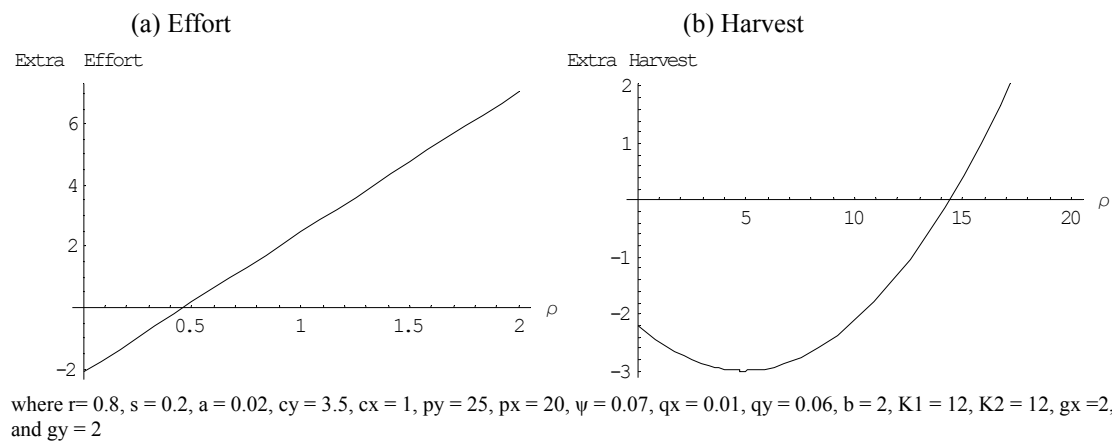 (a) Effort
(b) Harvest
Extra Effort
Extra Harvest
6
4
2
-2
0.5
1
1.5
2
ρ
2
1
-1
-2
-3
5
10
15
20
ρ
where r= 0.8, s = 0.2, a = 0.02, cy = 3.5, cx = 1, py = 25, px = 20, ψ = 0.07, qx = 0.01, qy = 0.06, b = 2, K1 = 12, K2 = 12, gx =2,
and gy = 2